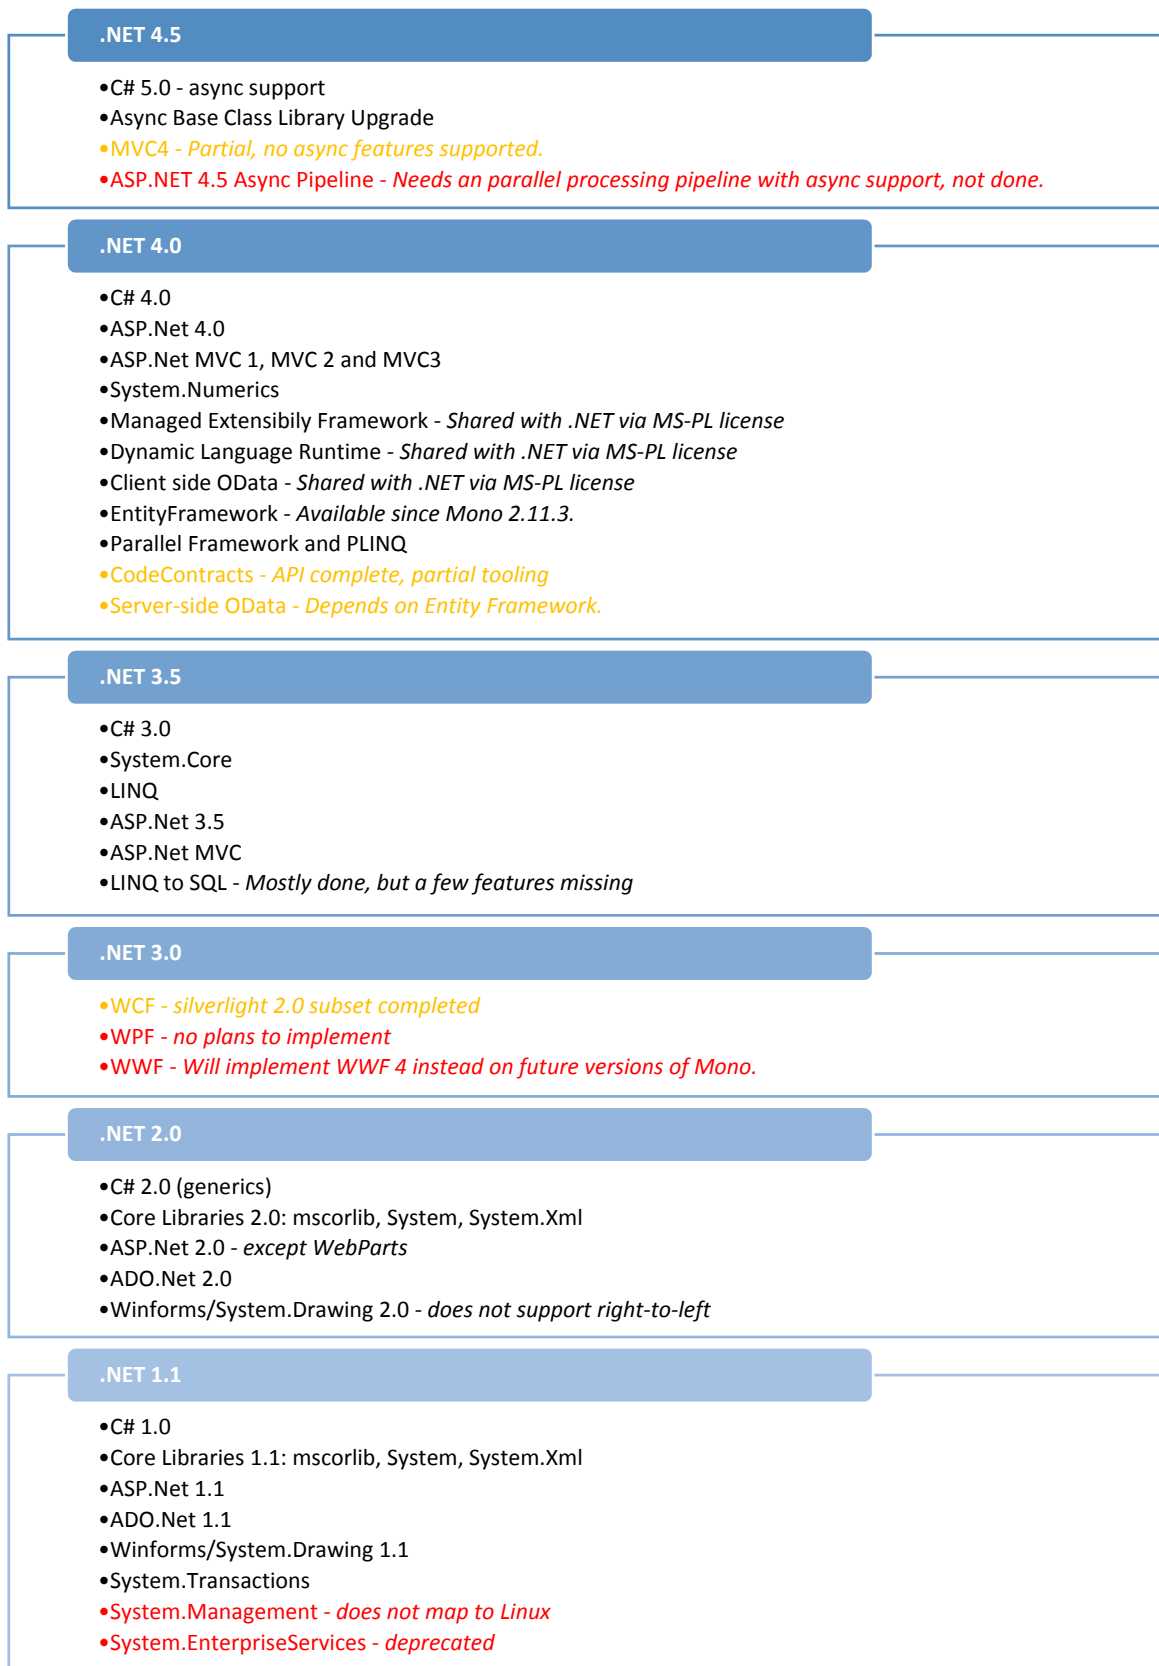 .NET 4.5
•C# 5.0 - async support
•Async Base Class Library Upgrade
•MVC4 - Partial, no async features supported.
•ASP.NET 4.5 Async Pipeline - Needs an parallel processing pipeline with async support, not done.
.NET 4.0
•C# 4.0
•ASP.Net 4.0
•ASP.Net MVC 1, MVC 2 and MVC3
•System.Numerics
•Managed Extensibily Framework - Shared with .NET via MS-PL license
•Dynamic Language Runtime - Shared with .NET via MS-PL license
•Client side OData - Shared with .NET via MS-PL license
•EntityFramework - Available since Mono 2.11.3.
•Parallel Framework and PLINQ
•CodeContracts - API complete, partial tooling
•Server-side OData - Depends on Entity Framework.
.NET 3.5
•C# 3.0
•System.Core
•LINQ
•ASP.Net 3.5
•ASP.Net MVC
•LINQ to SQL - Mostly done, but a few features missing
.NET 3.0
•WCF - silverlight 2.0 subset completed
•WPF - no plans to implement
•WWF - Will implement WWF 4 instead on future versions of Mono.
.NET 2.0
•C# 2.0 (generics)
•Core Libraries 2.0: mscorlib, System, System.Xml
•ASP.Net 2.0 - except WebParts
•ADO.Net 2.0
•Winforms/System.Drawing 2.0 - does not support right-to-left
.NET 1.1
•C# 1.0
•Core Libraries 1.1: mscorlib, System, System.Xml
•ASP.Net 1.1
•ADO.Net 1.1
•Winforms/System.Drawing 1.1
•System.Transactions
•System.Management - does not map to Linux
•System.EnterpriseServices - deprecated